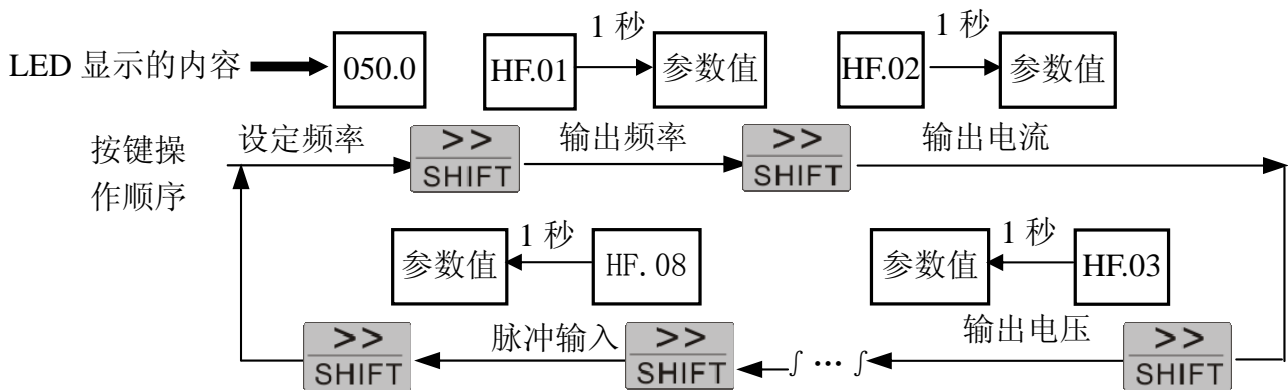 1 秒
1 秒
LED 显示的内容
050.0
HF.01
参数值
HF.02
参数值
按键操
作顺序
设定频率
>>
SHIFT
输出频率
>>
SHIFT
输出电流
参数值
1 秒
HF.08
参数值
1 秒
HF.03
>>
SHIFT
脉冲输入
>>
SHIFT
∫ … ∫
输出电压
>>
SHIFT